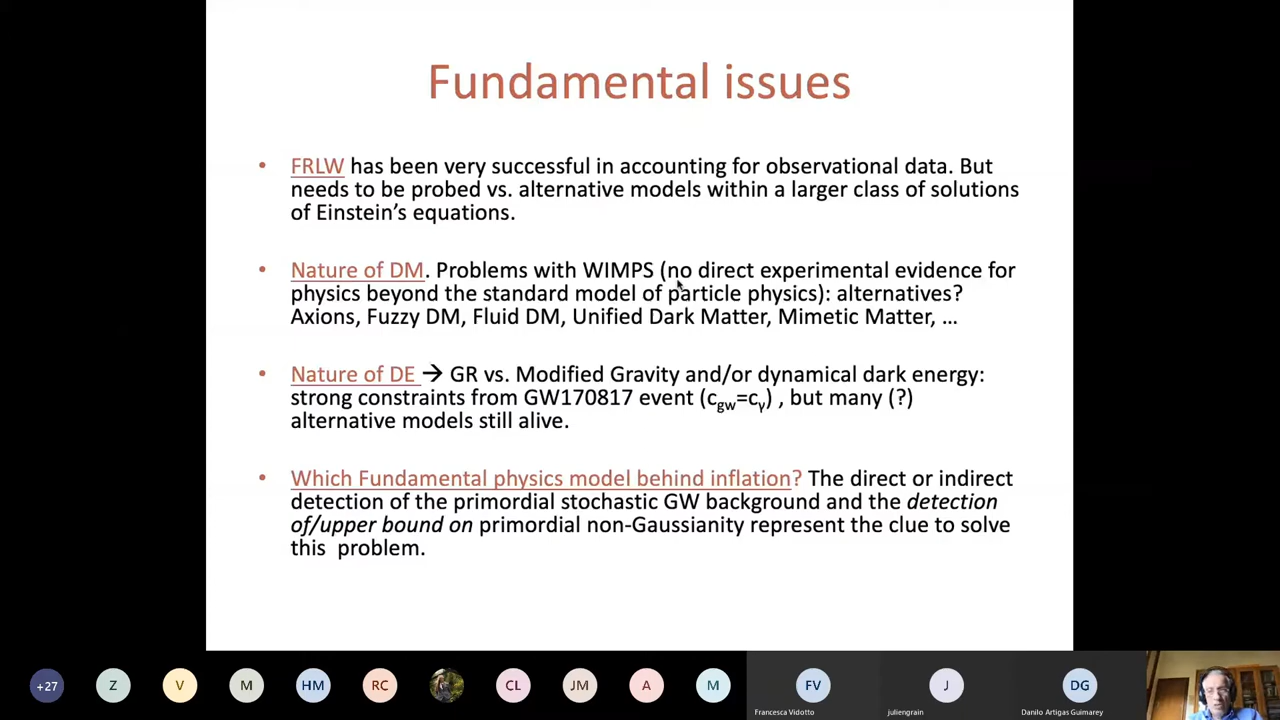 Fundamental issues
• FRLW has been very successful in accounting for observational data. But
needs to be probed vs. alternative models within a larger class of solutions
of Einstein's equations.
• Nature of DM. Problems with WIMPS (no direct experimental evidence for
physics beyond the standard model of particle physics): alternatives?
Axions, Fuzzy DM, Fluid DM, Unified Dark Matter, Mimetic Matter, …
• Nature of DE → GR vs. Modified Gravity and/or dynamical dark energy:
strong constraints from GW170817 event (cgw=cγ) , but many (?)
alternative models still alive.
• Which Fundamental physics model behind inflation? The direct or indirect
detection of the primordial stochastic GW background and the detection
of/upper bound on primordial non-Gaussianity represent the clue to solve
this problem.
+27 Z V M HM RC CL JM A M FV J DG
Francesca Vidotto juliengrain Danilo Artigas Guimarey